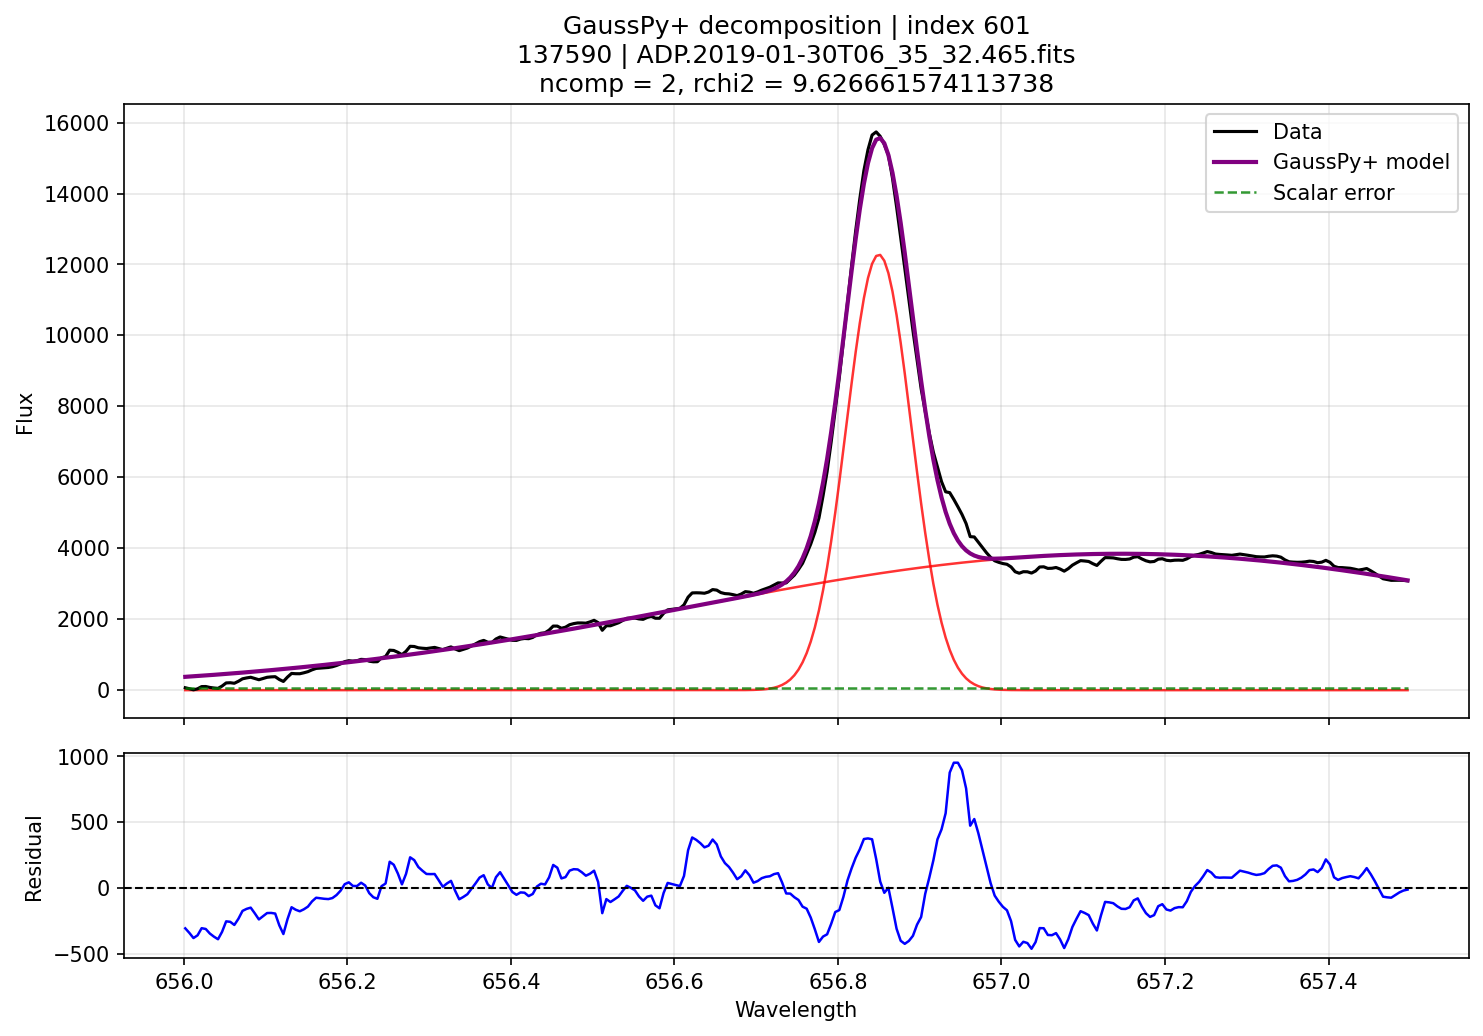 GaussPy+ decomposition | index 601
137590 | ADP.2019-01-30T06_35_32.465.fits
ncomp = 2, rchi2 = 9.626661574113738
16000
14000
12000
10000
8000
6000
4000
2000
0
Flux
Data
GaussPy+ model
Scalar error
1000
500
0
−500
Residual
656.0
656.2
656.4
656.6
656.8
657.0
657.2
657.4
Wavelength